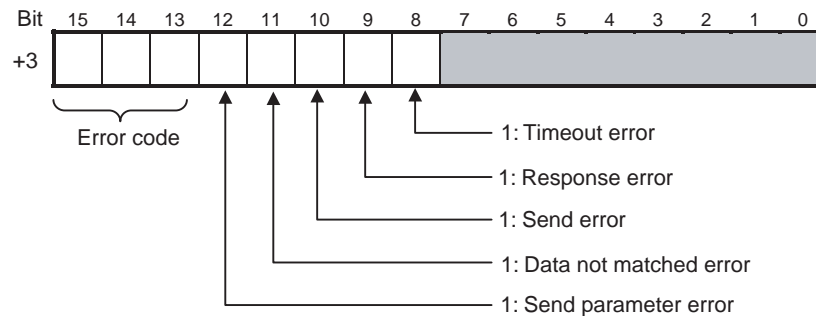 Bit 15 14 13 12 11 10 9 8 7 6 5 4 3 2 1 0
+3
Error code
1: Timeout error
1: Response error
1: Send error
1: Data not matched error
1: Send parameter error